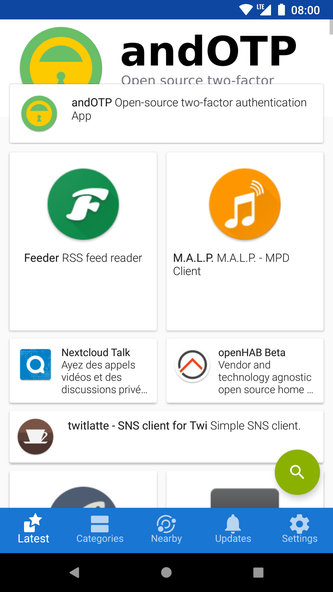 LTE 08:00
andOTP
Open source two-factor
andOTP Open-source two-factor authentication
App
Feeder RSS feed reader
M.A.L.P. M.A.L.P. - MPD
Client
Nextcloud Talk
Ayez des appels
vidéos et des
discussions privé...
openHAB Beta
Vendor and
technology agnostic
open source home ...
twitlatte - SNS client for Twi Simple SNS client.
Latest
Categories
Nearby
Updates
Settings